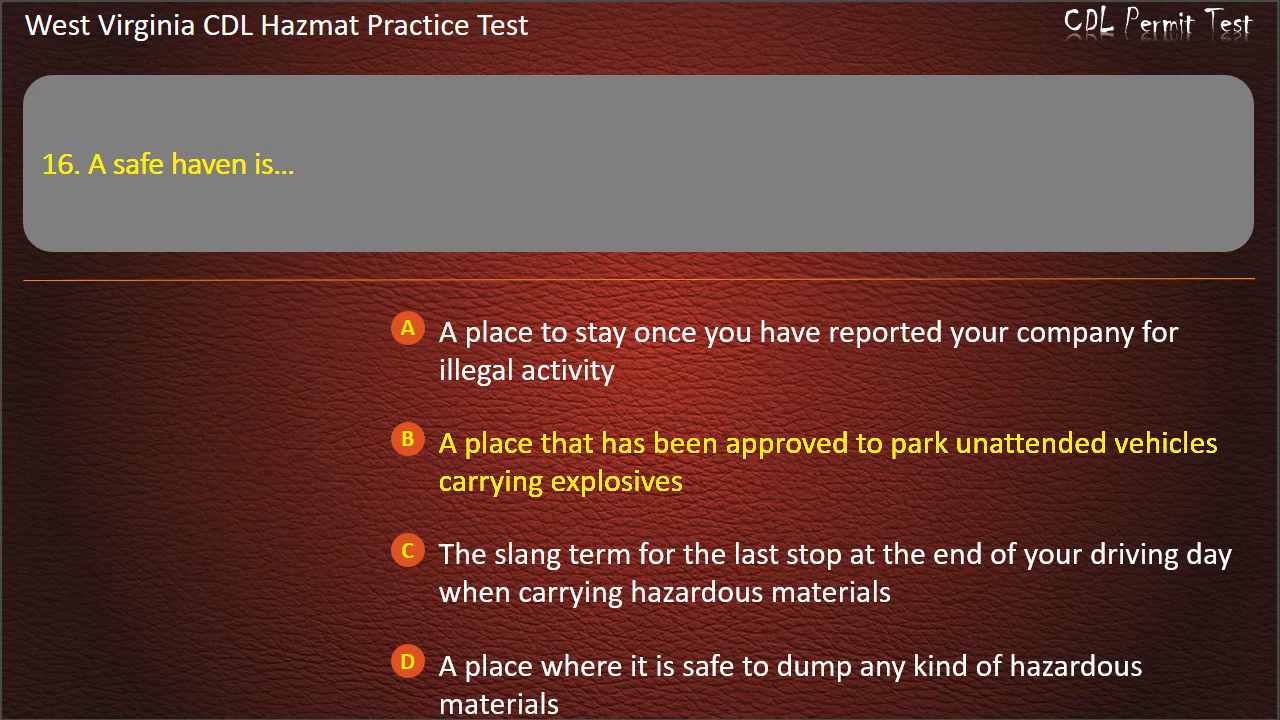 West Virginia CDL Hazmat Practice Test
CDL Permit Test
16. A safe haven is...
A A place to stay once you have reported your company for
illegal activity
B A place that has been approved to park unattended vehicles
carrying explosives
C The slang term for the last stop at the end of your driving day
when carrying hazardous materials
D A place where it is safe to dump any kind of hazardous
materials